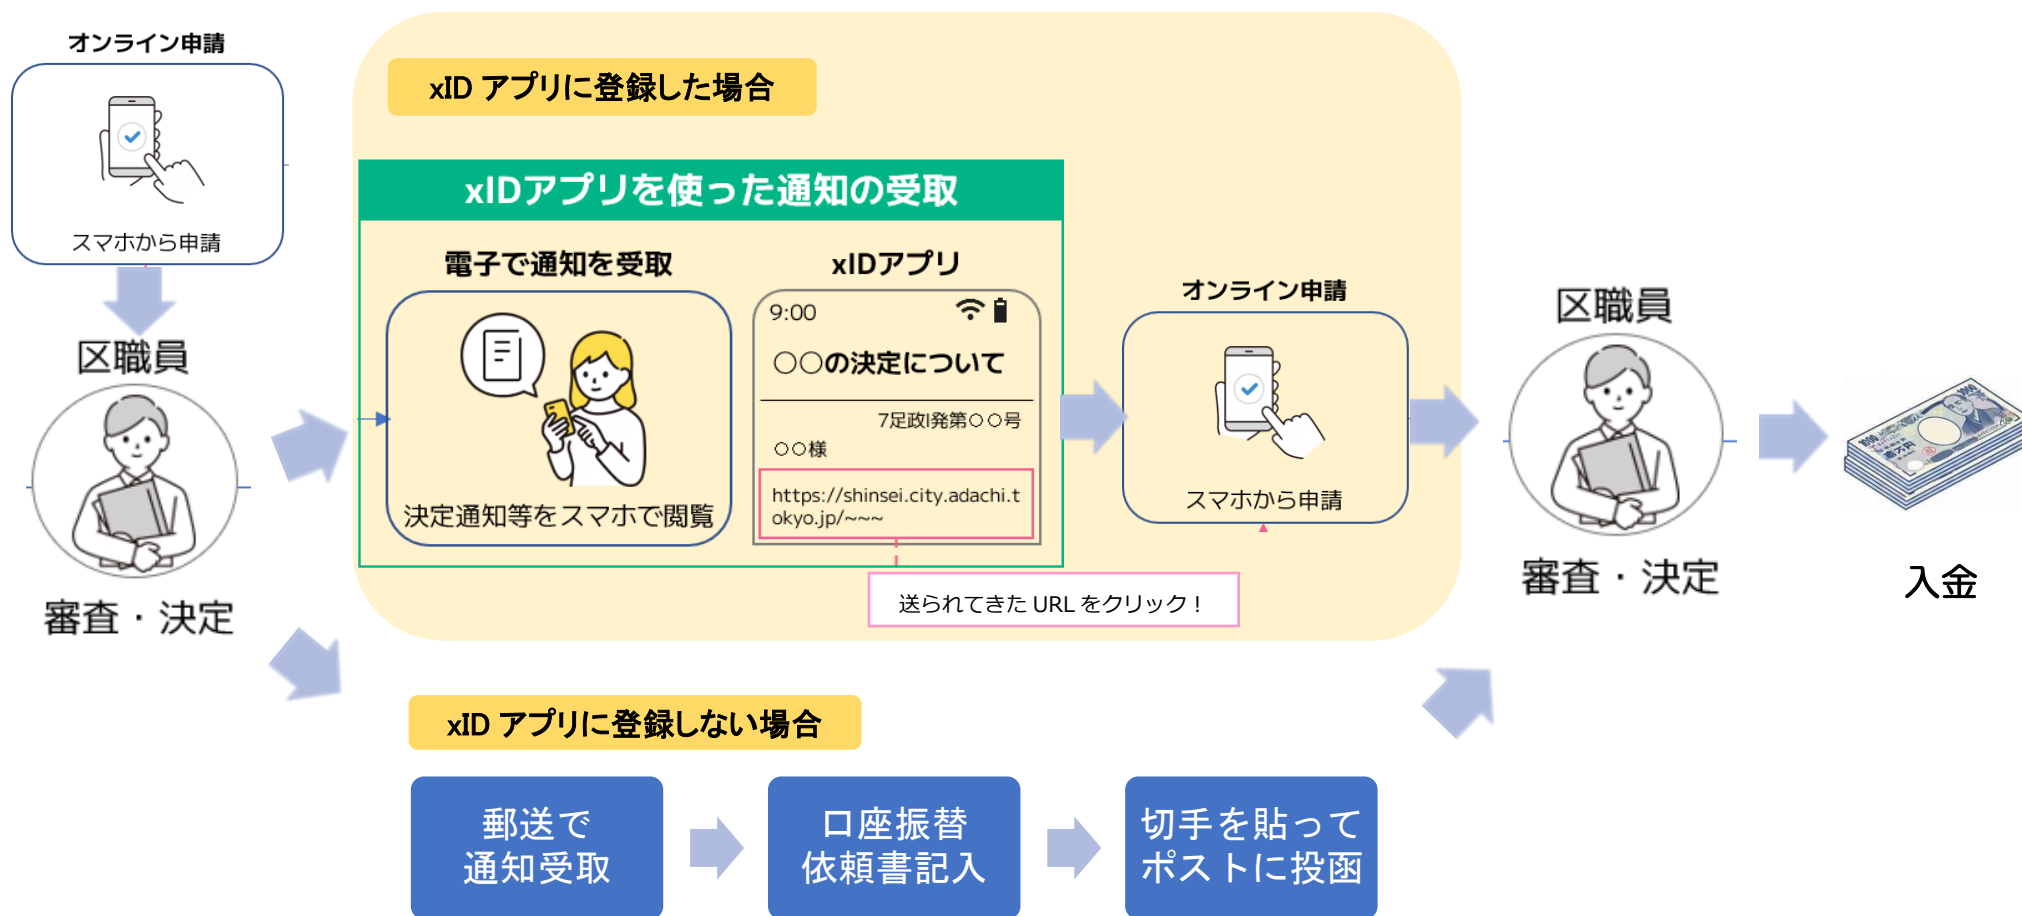 オンライン申請
スマホから申請
区職員
審査・決定
xID アプリに登録した場合
xIDアプリを使った通知の受取
電子で通知を受取
決定通知等をスマホで閲覧
xIDアプリ
9:00
○○の決定について
7足政I発第○○号
○○様
https://shinsei.city.adachi.t
okyo.jp/~~~
送られてきた URL をクリック！
オンライン申請
スマホから申請
xID アプリに登録しない場合
郵送で
通知受取
口座振替
依頼書記入
切手を貼って
ポストに投函
区職員
審査・決定
1000
壱万円
1000
入金